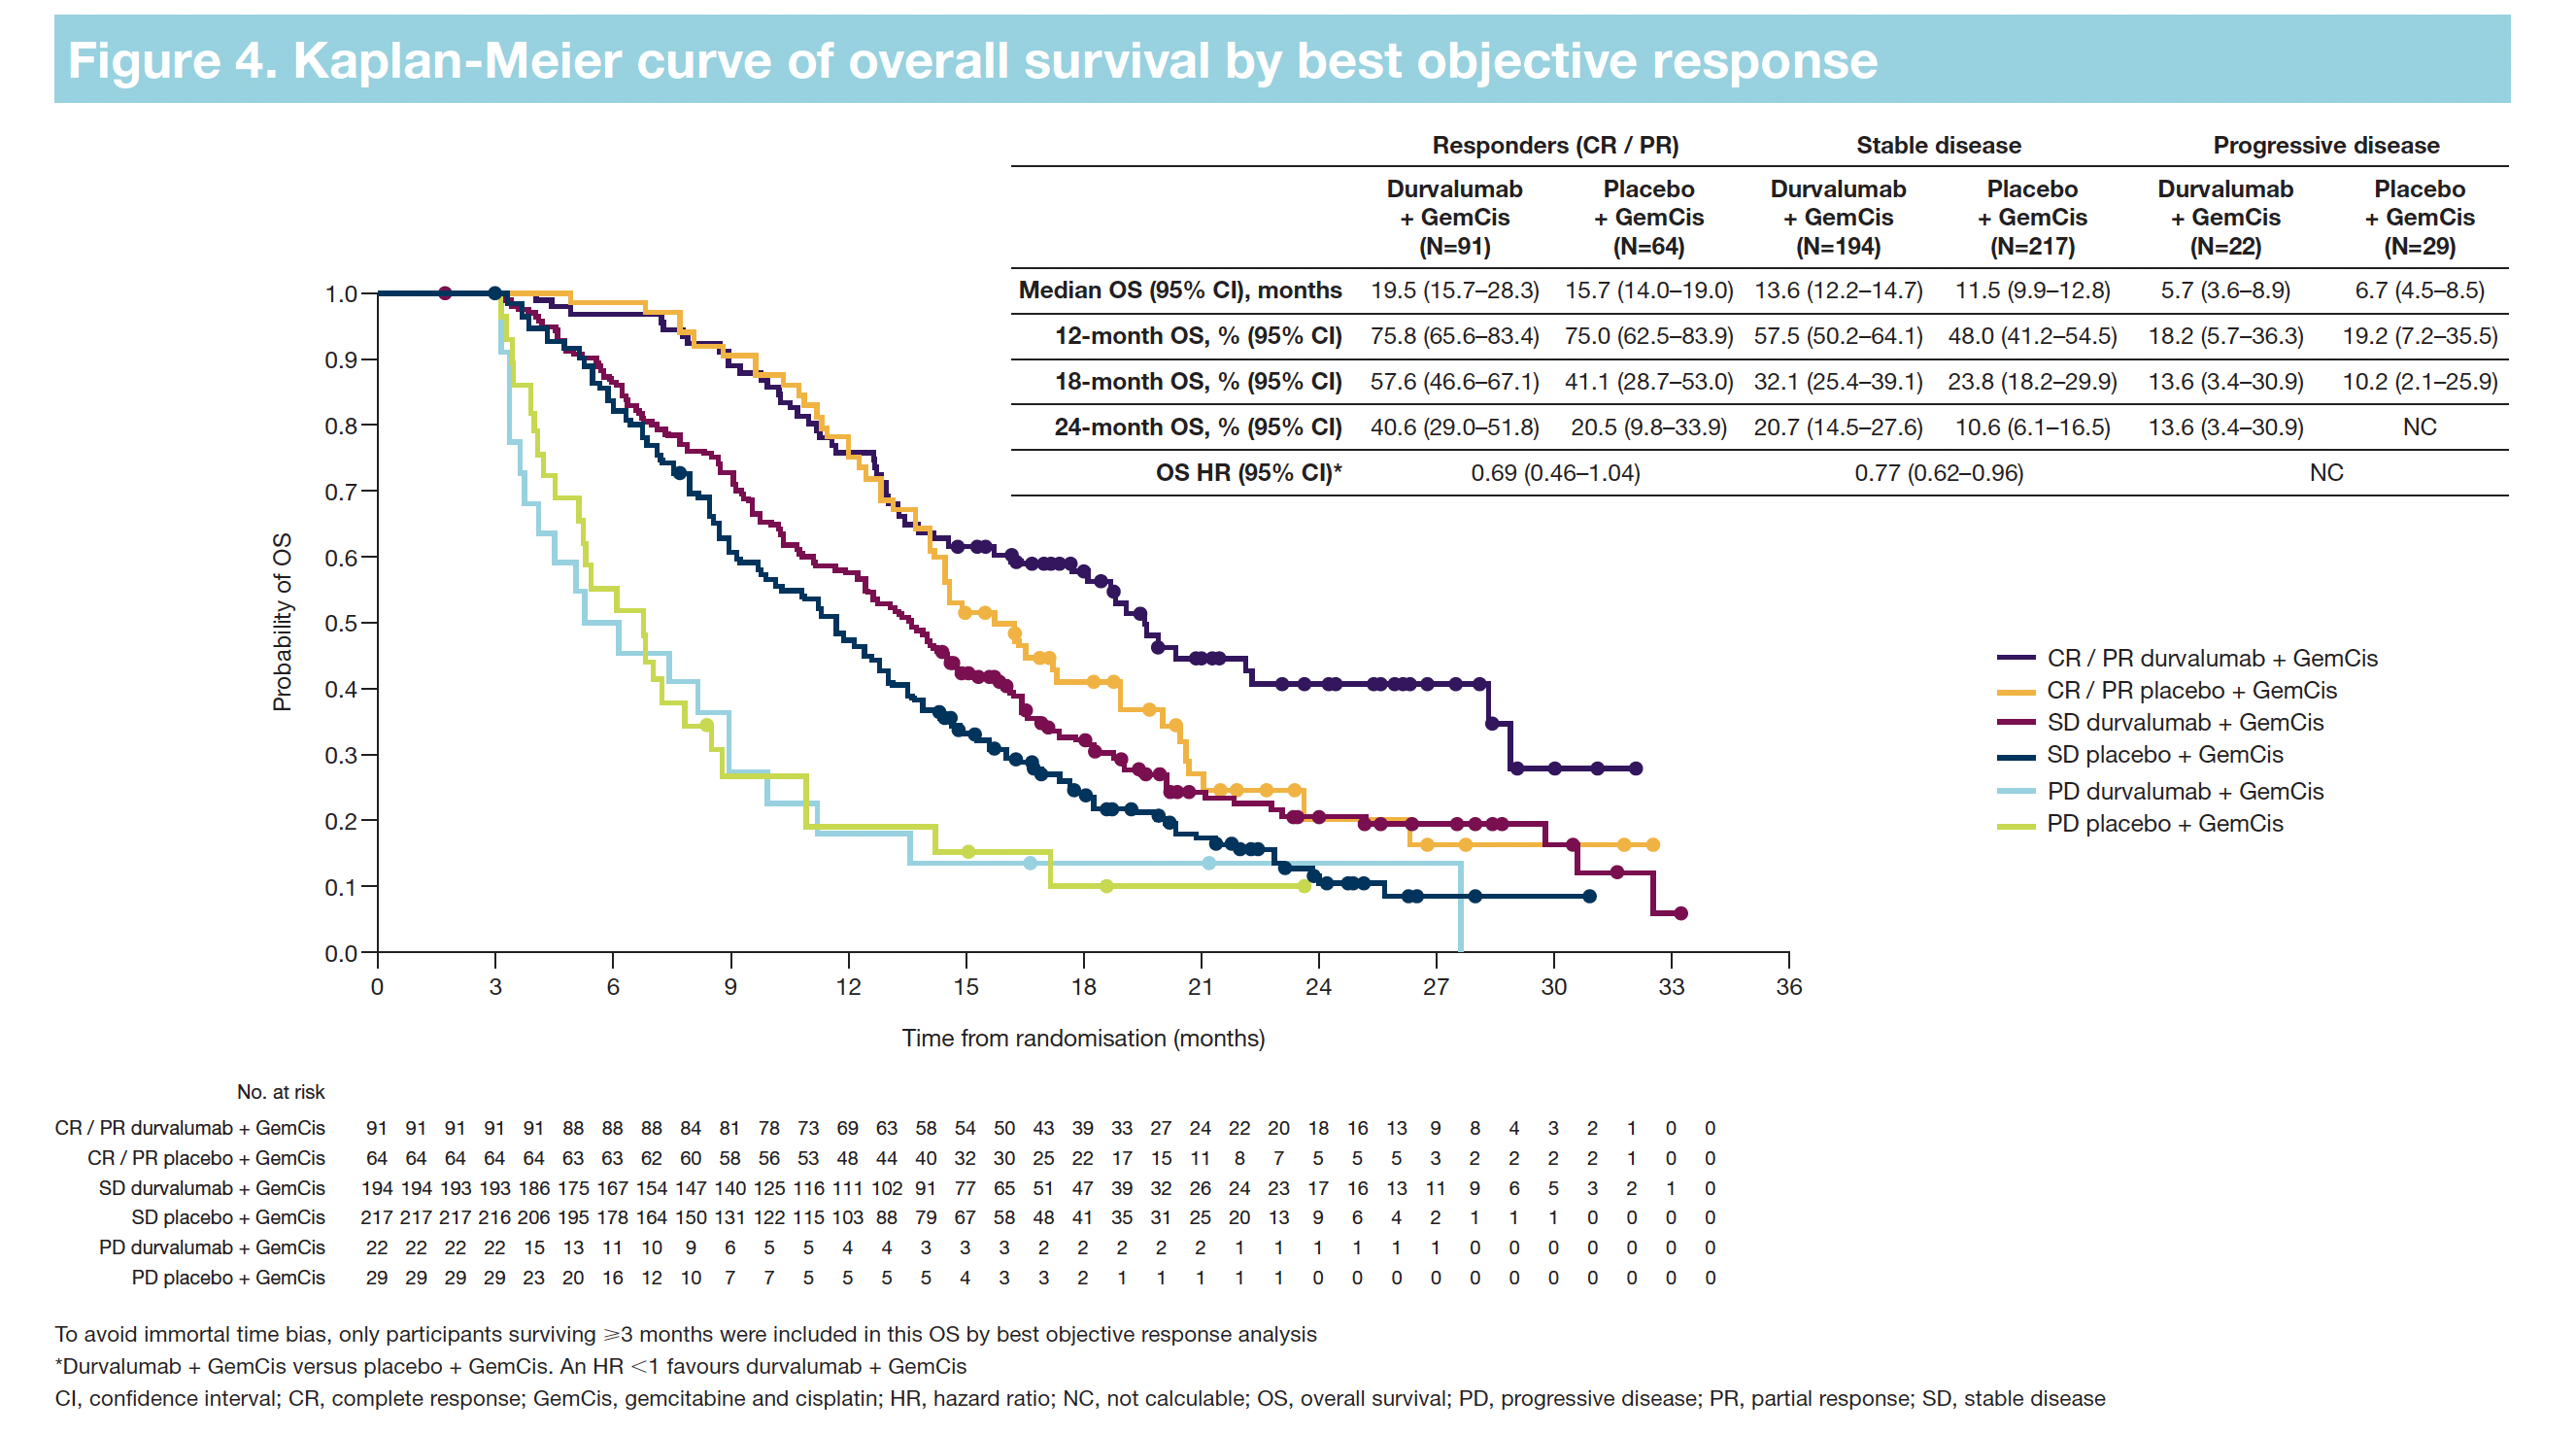 Figure 4. Kaplan-Meier curve of overall survival by best objective response
Responders (CR / PR) Stable disease Progressive disease
Durvalumab + GemCis (N=91) Placebo + GemCis (N=64) Durvalumab + GemCis (N=194) Placebo + GemCis (N=217) Durvalumab + GemCis (N=22) Placebo + GemCis (N=29)
Median OS (95% CI), months 19.5 (15.7–28.3) 15.7 (14.0–19.0) 13.6 (12.2–14.7) 11.5 (9.9–12.8) 5.7 (3.6–8.9) 6.7 (4.5–8.5)
12-month OS, % (95% CI) 75.8 (65.6–83.4) 75.0 (62.5–83.9) 57.5 (50.2–64.1) 48.0 (41.2–54.5) 18.2 (5.7–36.3) 19.2 (7.2–35.5)
18-month OS, % (95% CI) 57.6 (46.6–67.1) 41.1 (28.7–53.0) 32.1 (25.4–39.1) 23.8 (18.2–29.9) 13.6 (3.4–30.9) 10.2 (2.1–25.9)
24-month OS, % (95% CI) 40.6 (29.0–51.8) 20.5 (9.8–33.9) 20.7 (14.5–27.6) 10.6 (6.1–16.5) 13.6 (3.4–30.9) NC
OS HR (95% CI)* 0.69 (0.46–1.04) 0.77 (0.62–0.96) NC
Probability of OS
1.0
0.9
0.8
0.7
0.6
0.5
0.4
0.3
0.2
0.1
0.0
0 3 6 9 12 15 18 21 24 27 30 33 36
Time from randomisation (months)
CR / PR durvalumab + GemCis
CR / PR placebo + GemCis
SD durvalumab + GemCis
SD placebo + GemCis
PD durvalumab + GemCis
PD placebo + GemCis
No. at risk
CR / PR durvalumab + GemCis 91 91 91 91 91 88 88 88 84 81 78 73 69 63 58 54 50 43 39 33 27 24 22 20 18 16 13 9 8 4 3 2 1 0 0
CR / PR placebo + GemCis 64 64 64 64 64 63 63 62 60 58 56 53 48 44 40 32 30 25 22 17 15 11 8 7 5 5 5 3 2 2 2 2 1 0 0
SD durvalumab + GemCis 194 194 193 193 186 175 167 154 147 140 125 116 111 102 91 77 65 51 47 39 32 26 24 23 17 16 13 11 9 6 5 3 2 1 0
SD placebo + GemCis 217 217 217 216 206 195 178 164 150 131 122 115 103 88 79 67 58 48 41 35 31 25 20 13 9 6 4 2 1 1 1 0 0 0 0
PD durvalumab + GemCis 22 22 22 22 15 13 11 10 9 6 5 5 4 4 3 3 3 2 2 2 2 2 1 1 1 1 1 1 0 0 0 0 0 0 0
PD placebo + GemCis 29 29 29 29 23 20 16 12 10 7 7 5 5 5 5 4 3 3 2 1 1 1 1 1 0 0 0 0 0 0 0 0 0 0 0
To avoid immortal time bias, only participants surviving ⩾3 months were included in this OS by best objective response analysis
*Durvalumab + GemCis versus placebo + GemCis. An HR <1 favours durvalumab + GemCis
CI, confidence interval; CR, complete response; GemCis, gemcitabine and cisplatin; HR, hazard ratio; NC, not calculable; OS, overall survival; PD, progressive disease; PR, partial response; SD, stable disease